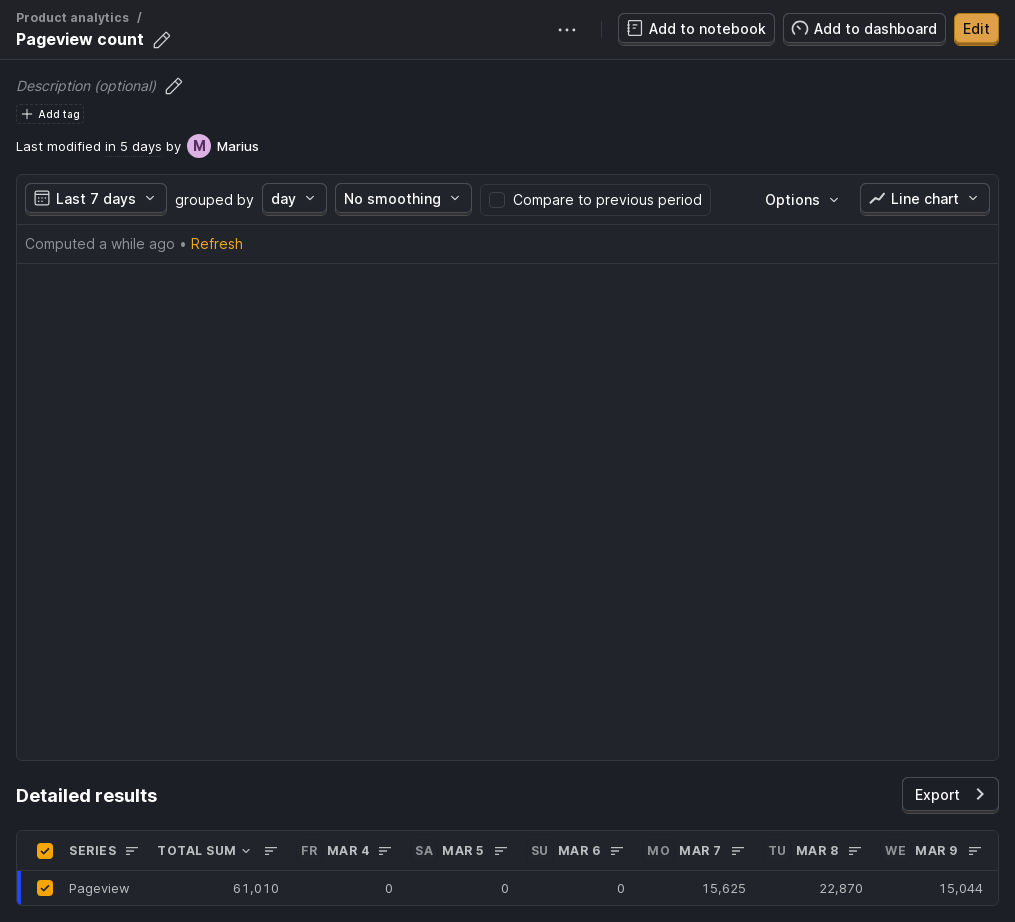 Product analytics /
Pageview count
Add to notebook
Add to dashboard
Edit
Description (optional)
Add tag
Last modified in 5 days by M Marius
Last 7 days grouped by day No smoothing Compare to previous period Options Line chart
Computed a while ago • Refresh
Detailed results
Export
SERIES TOTAL SUM FR MAR 4 SA MAR 5 SU MAR 6 MO MAR 7 TU MAR 8 WE MAR 9
Pageview 61,010 0 0 0 15,625 22,870 15,044